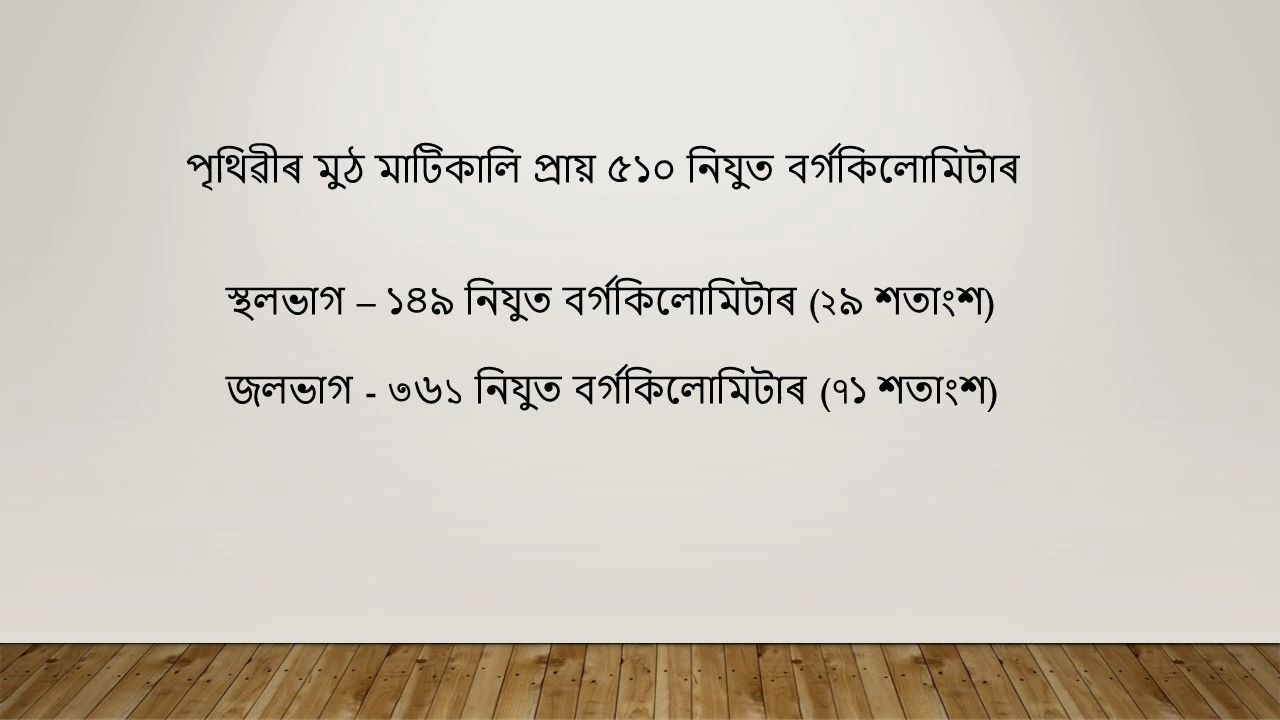 পৃথিৱীৰ মুঠ মাটিকালি প্ৰায় ৫১০ নিযুত বৰ্গকিলোমিটাৰ
স্থলভাগ – ১৪৯ নিযুত বৰ্গকিলোমিটাৰ (২৯ শতাংশ)
জলভাগ - ৩৬১ নিযুত বৰ্গকিলোমিটাৰ (৭১ শতাংশ)